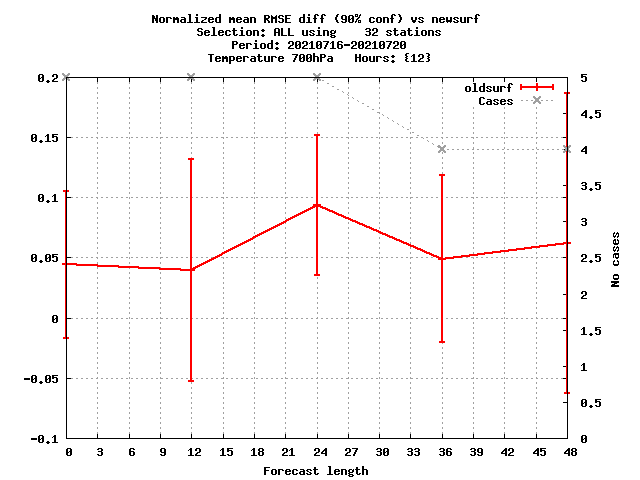 Normalized mean RMSE diff (90% conf) vs newsurf
Selection: ALL using    32 stations
Period: 20210716-20210720
Temperature 700hPa   Hours: {12}
oldsurf
Cases
0.2
0.15
0.1
0.05
0
-0.05
-0.1
5
4.5
4
3.5
3
2.5
2
1.5
1
0.5
0
No cases
0 3 6 9 12 15 18 21 24 27 30 33 36 39 42 45 48
Forecast length